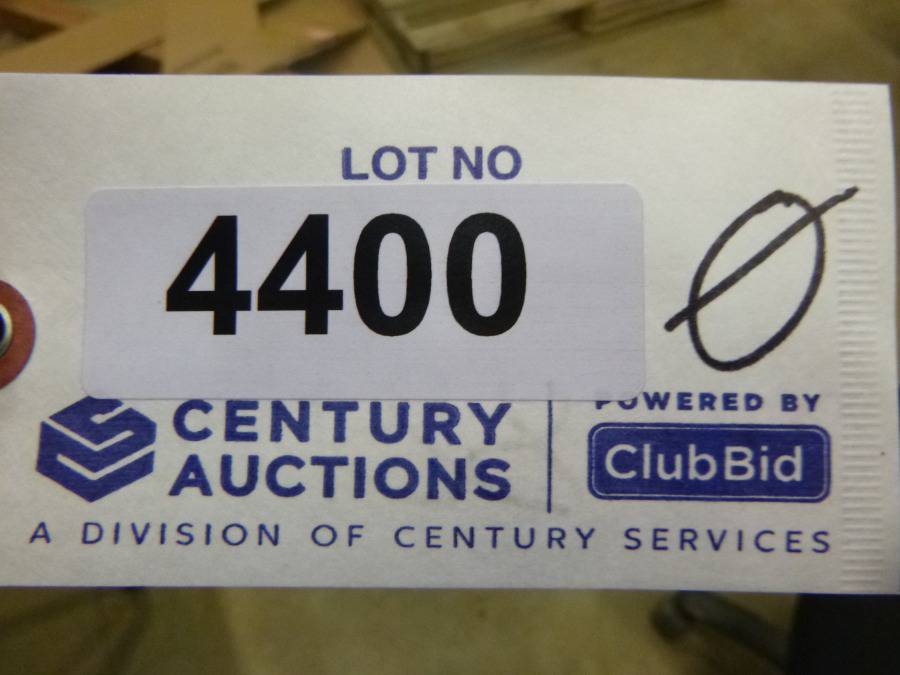 LOT NO
4400
Ø
CENTURY
AUCTIONS
POWERED BY
ClubBid
A DIVISION OF CENTURY SERVICES